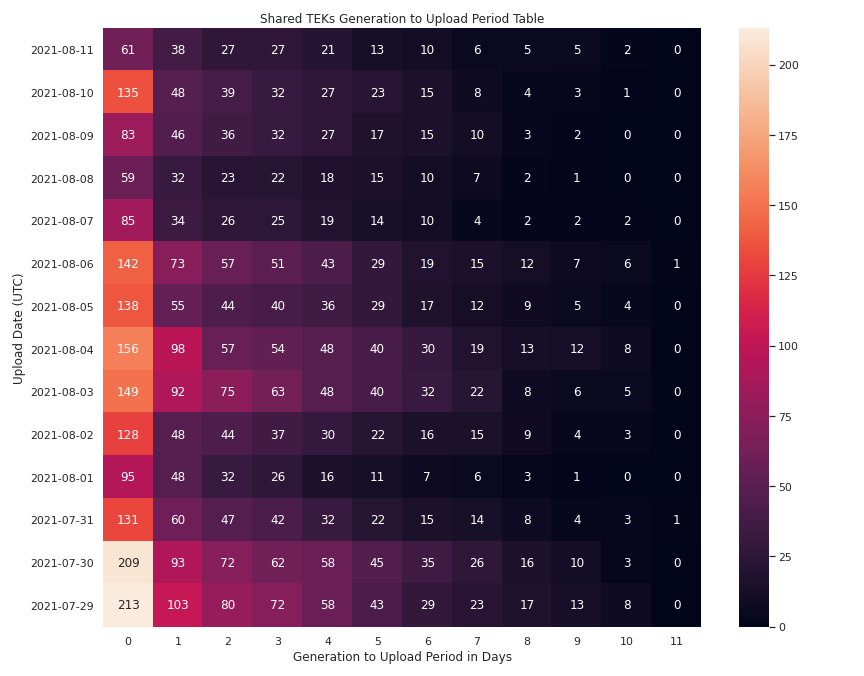 Shared TEKs Generation to Upload Period Table
Upload Date (UTC)
2021-08-11 61 38 27 27 21 13 10 6 5 5 2 0
2021-08-10 135 48 39 32 27 23 15 8 4 3 1 0
2021-08-09 83 46 36 32 27 17 15 10 3 2 0 0
2021-08-08 59 32 23 22 18 15 10 7 2 1 0 0
2021-08-07 85 34 26 25 19 14 10 4 2 2 2 0
2021-08-06 142 73 57 51 43 29 19 15 12 7 6 1
2021-08-05 138 55 44 40 36 29 17 12 9 5 4 0
2021-08-04 156 98 57 54 48 40 30 19 13 12 8 0
2021-08-03 149 92 75 63 48 40 32 22 8 6 5 0
2021-08-02 128 48 44 37 30 22 16 15 9 4 3 0
2021-08-01 95 48 32 26 16 11 7 6 3 1 0 0
2021-07-31 131 60 47 42 32 22 15 14 8 4 3 1
2021-07-30 209 93 72 62 58 45 35 26 16 10 3 0
2021-07-29 213 103 80 72 58 43 29 23 17 13 8 0
0 1 2 3 4 5 6 7 8 9 10 11
Generation to Upload Period in Days
200
175
150
125
100
75
50
25
0